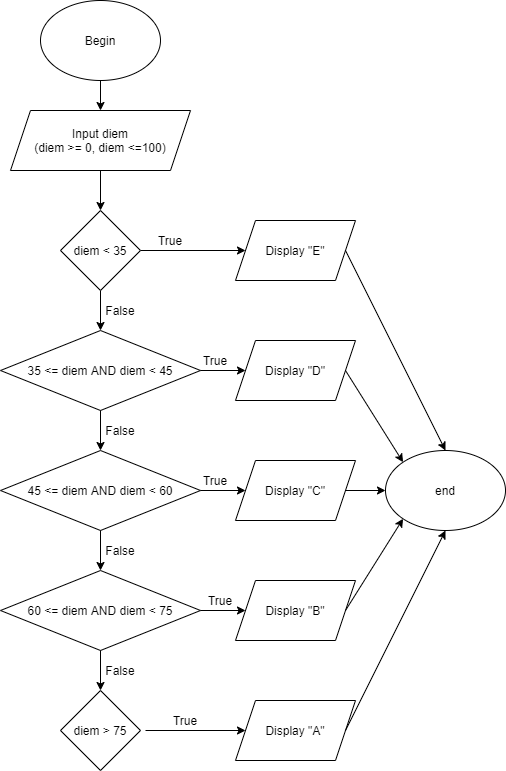 Begin
Input diem
(diem >= 0, diem <=100)
diem < 35
True
Display "E"
False
35 <= diem AND diem < 45
True
Display "D"
False
45 <= diem AND diem < 60
True
Display "C"
end
False
60 <= diem AND diem < 75
True
Display "B"
False
diem > 75
True
Display "A"